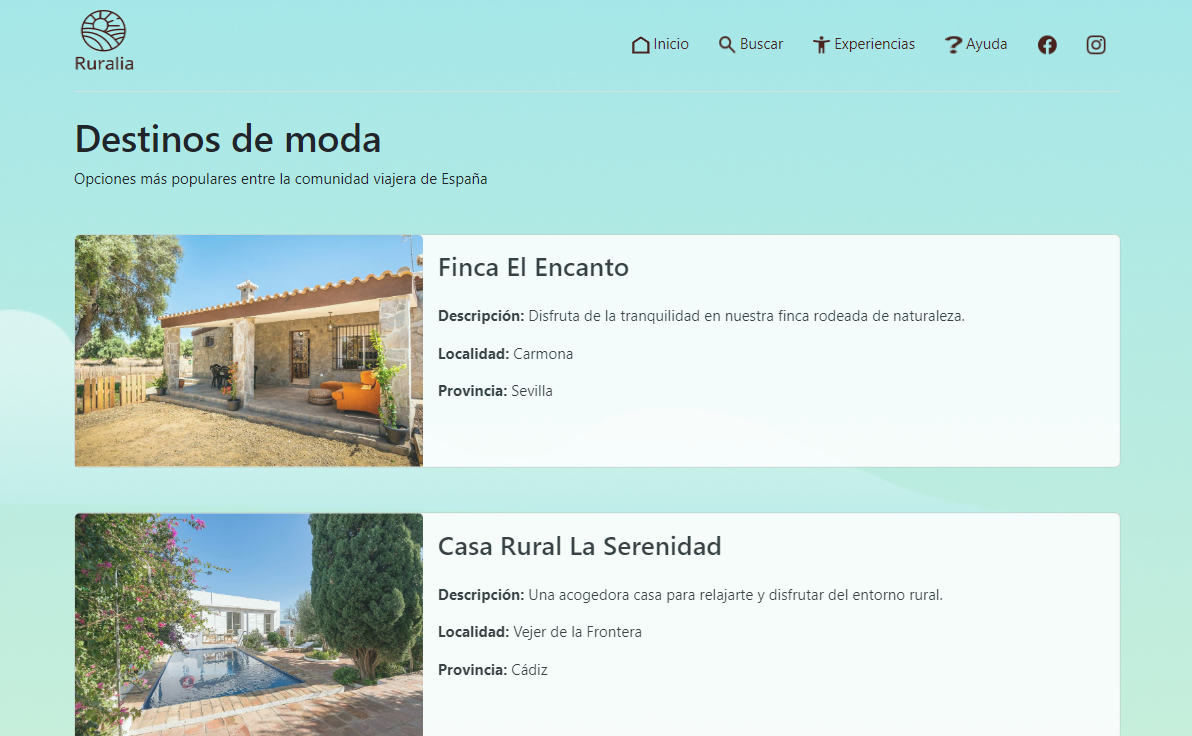 Ruralia
Inicio
Buscar
Experiencias
Ayuda
Destinos de moda
Opciones más populares entre la comunidad viajera de España
Finca El Encanto
Descripción: Disfruta de la tranquilidad en nuestra finca rodeada de naturaleza.
Localidad: Carmona
Provincia: Sevilla
Casa Rural La Serenidad
Descripción: Una acogedora casa para relajarte y disfrutar del entorno rural.
Localidad: Vejer de la Frontera
Provincia: Cádiz